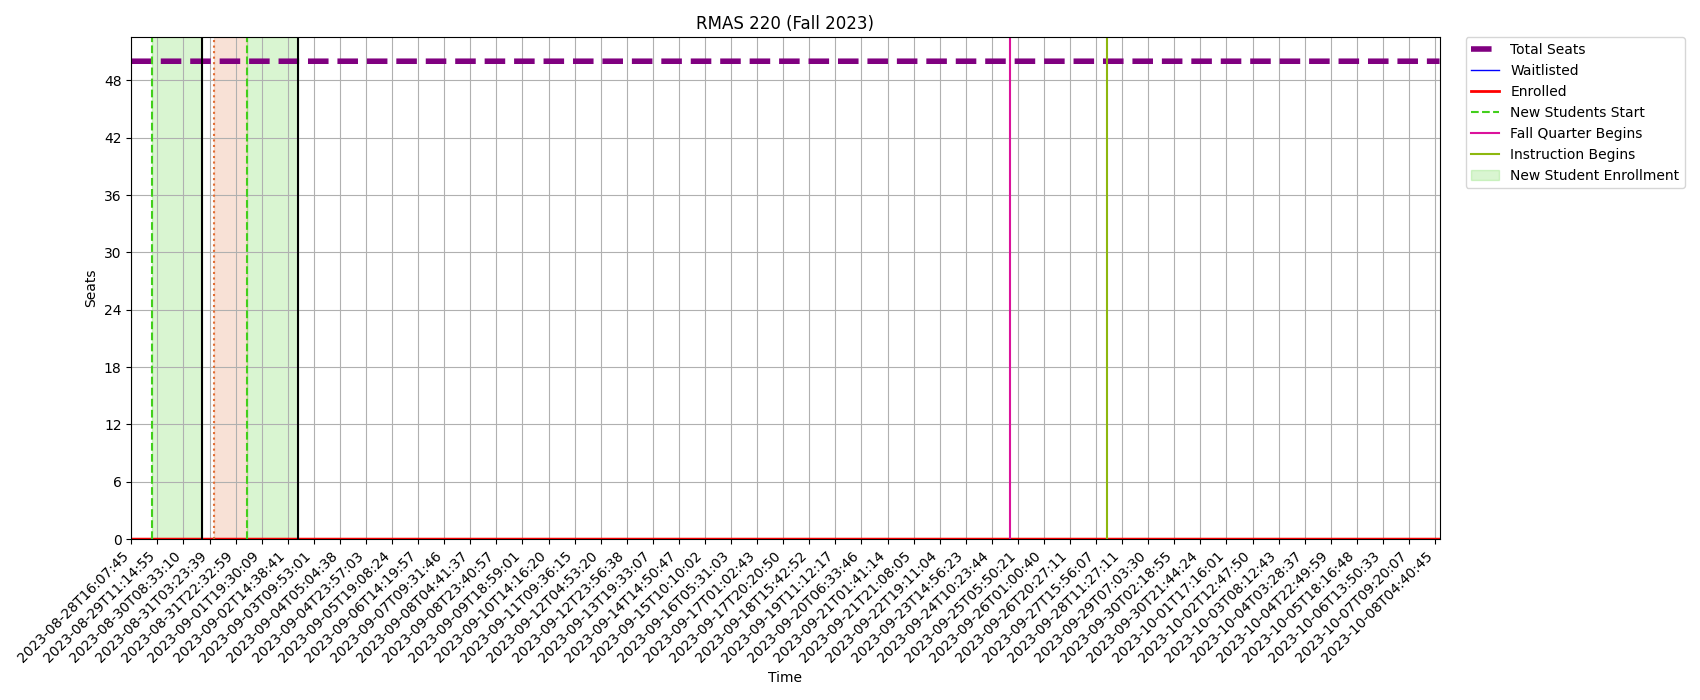 RMAS 220 (Fall 2023)
Total Seats
Waitlisted
Enrolled
New Students Start
Fall Quarter Begins
Instruction Begins
New Student Enrollment
Seats
48
42
36
30
24
18
12
6
0
2023-08-28T16:07:45
2023-08-29T11:14:55
2023-08-30T08:33:10
2023-08-31T03:23:39
2023-08-31T22:32:59
2023-09-01T19:30:09
2023-09-02T14:38:41
2023-09-03T09:53:01
2023-09-04T05:04:38
2023-09-04T23:57:03
2023-09-05T19:08:24
2023-09-06T14:19:57
2023-09-07T09:31:46
2023-09-08T04:41:37
2023-09-08T23:40:57
2023-09-09T18:59:01
2023-09-10T14:16:20
2023-09-11T09:36:15
2023-09-12T04:53:20
2023-09-12T23:56:38
2023-09-13T19:33:07
2023-09-14T14:50:47
2023-09-15T10:10:02
2023-09-16T05:31:03
2023-09-17T01:02:43
2023-09-17T20:20:50
2023-09-18T15:42:52
2023-09-19T11:12:17
2023-09-20T06:33:46
2023-09-21T01:41:14
2023-09-21T21:08:05
2023-09-22T19:11:04
2023-09-23T14:56:23
2023-09-24T10:23:44
2023-09-25T05:50:21
2023-09-26T01:00:40
2023-09-26T20:27:11
2023-09-27T15:56:07
2023-09-28T11:27:11
2023-09-29T07:03:30
2023-09-30T02:18:55
2023-09-30T21:44:24
2023-10-01T17:16:01
2023-10-02T12:47:50
2023-10-03T08:12:43
2023-10-04T03:28:37
2023-10-04T22:49:59
2023-10-05T18:16:48
2023-10-06T13:50:33
2023-10-07T09:20:07
2023-10-08T04:40:45
Time